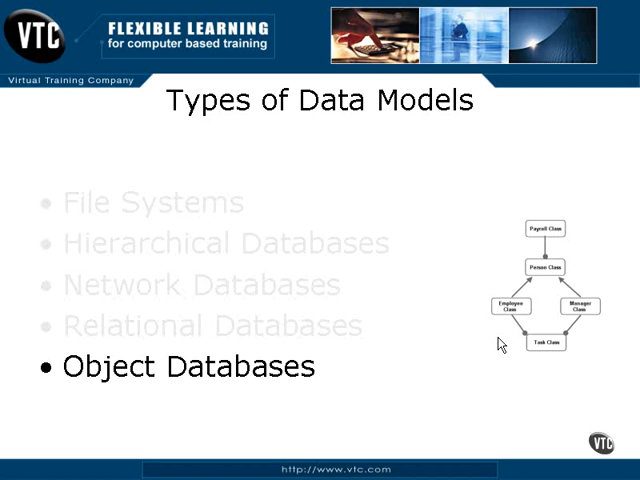 VTC
FLEXIBLE LEARNING
for computer based training
Virtual Training Company
Types of Data Models
• File Systems
• Hierarchical Databases
• Network Databases
• Relational Databases
• Object Databases
Payroll Class
Person Class
Employee
Class
Manager
Class
Task Class
VTC
http://www.vtc.com